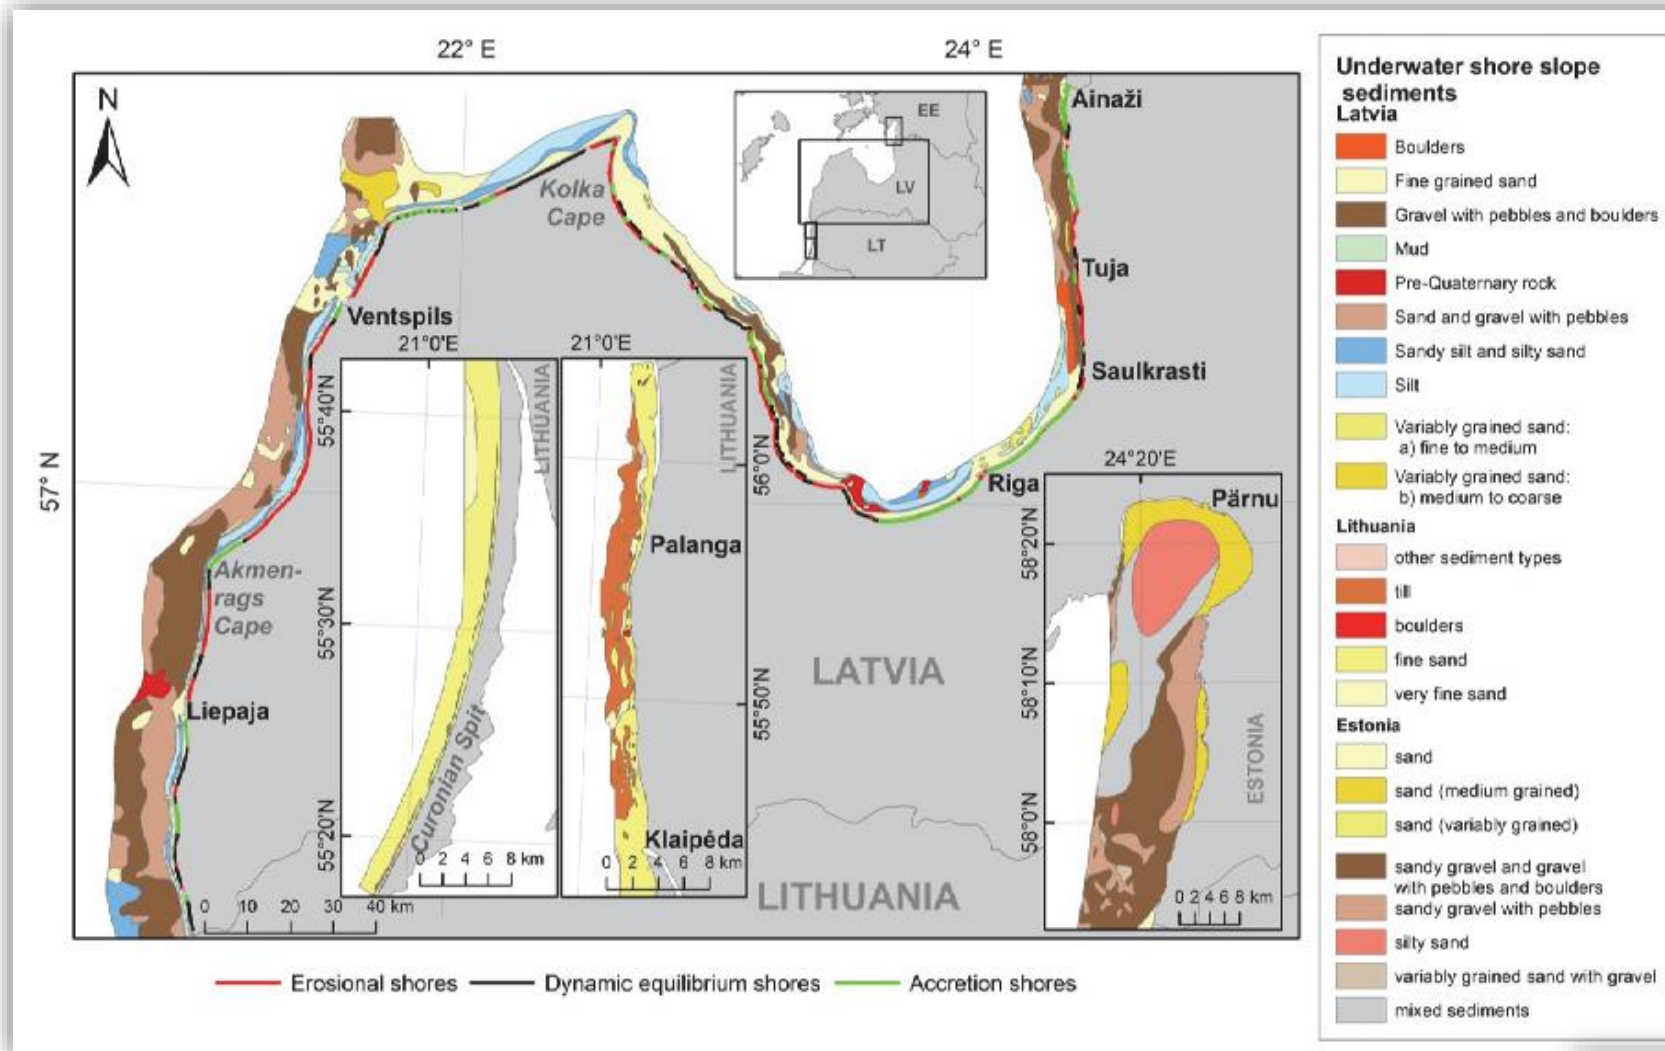 22° E
24° E
N
Ainaži
EE
LV
LT
Kolka
Cape
Tuja
Ventspils
21°0'E
21°0'E
Saulkrasti
55°40'N
LITHUANIA
LITHUANIA
56°0'N
24°20'E
57° N
Riga
Pärnu
Palanga
58°20'N
Akmen-
rags
Cape
55°30'N
LATVIA
58°10'N
Liepaja
55°50'N
Curonian Spit
ESTONIA
55°20'N
58°0'N
Klaipėda
0 2 4 6 8 km
0 2 4 6 8 km
LITHUANIA
0 2 4 6 8 km
0 10 20 30 40 km
Erosional shores
Dynamic equilibrium shores
Accretion shores
Underwater shore slope
sediments
Latvia
Boulders
Fine grained sand
Gravel with pebbles and boulders
Mud
Pre-Quaternary rock
Sand and gravel with pebbles
Sandy silt and silty sand
Silt
Variably grained sand:
a) fine to medium
Variably grained sand:
b) medium to coarse
Lithuania
other sediment types
till
boulders
fine sand
very fine sand
Estonia
sand
sand (medium grained)
sand (variably grained)
sandy gravel and gravel
with pebbles and boulders
sandy gravel with pebbles
silty sand
variably grained sand with gravel
mixed sediments